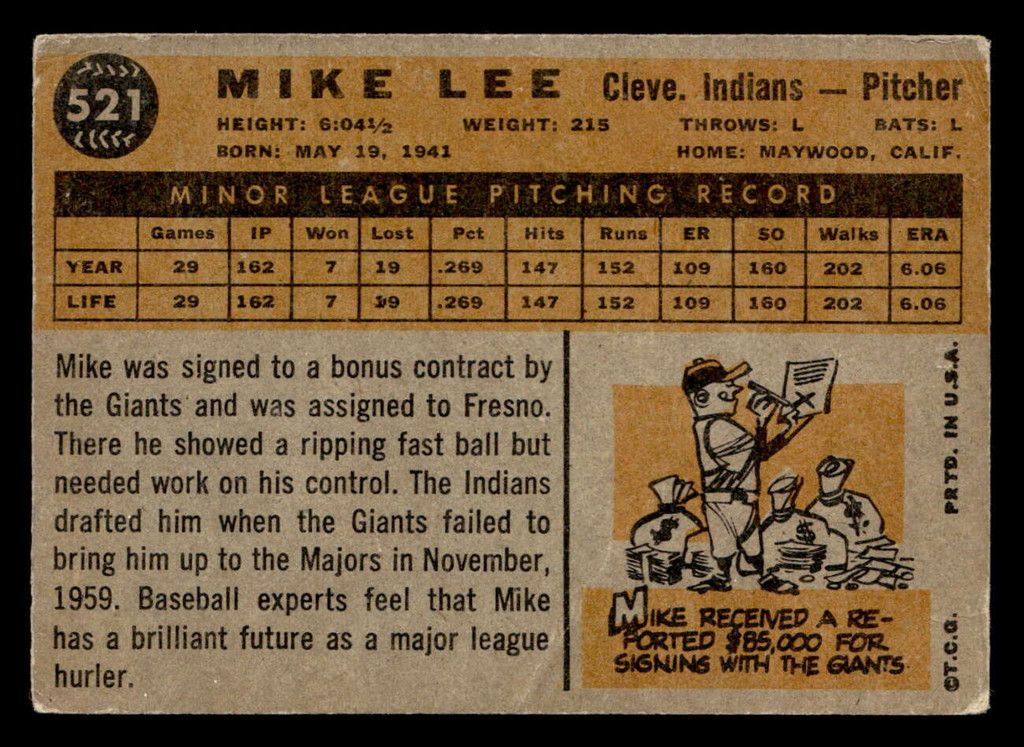 521
MIKE LEE Cleve. Indians — Pitcher
HEIGHT: 6:04½ WEIGHT: 215 THROWS: L BATS: L
BORN: MAY 19, 1941 HOME: MAYWOOD, CALIF.
MINOR LEAGUE PITCHING RECORD
Games IP Won Lost Pct Hits Runs ER SO Walks ERA
YEAR 29 162 7 19 .269 147 152 109 160 202 6.06
LIFE 29 162 7 19 .269 147 152 109 160 202 6.06
Mike was signed to a bonus contract by
the Giants and was assigned to Fresno.
There he showed a ripping fast ball but
needed work on his control. The Indians
drafted him when the Giants failed to
bring him up to the Majors in November,
1959. Baseball experts feel that Mike
has a brilliant future as a major league
hurler.
X
$ $ $
MIKE RECEIVED A RE-
PORTED $85,000 FOR
SIGNING WITH THE GIANTS
©T.C.G. PRTD. IN U.S.A.